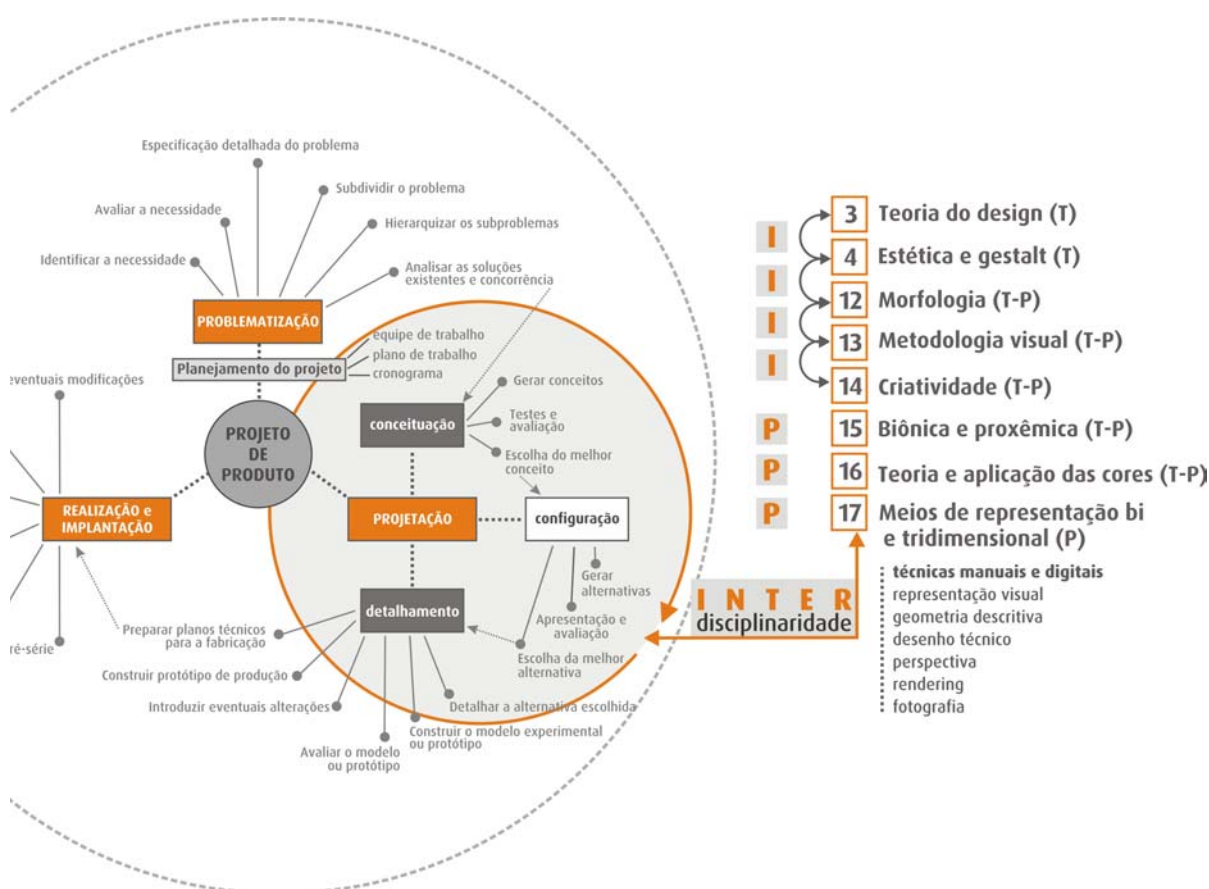 Especificação detalhada do problema
Subdividir o problema
Avaliar a necessidade
Hierarquizar os subproblemas
Identificar a necessidade
Analisar as soluções
existentes e concorrência
PROBLEMATIZAÇÃO
equipe de trabalho
Planejamento do projeto
plano de trabalho
cronograma
eventuais modificações
Gerar conceitos
conceituação
Testes e
avaliação
PROJETO
DE
PRODUTO
Escolha do melhor
conceito
REALIZAÇÃO e
IMPLANTAÇÃO
PROJETAÇÃO
configuração
Gerar
alternativas
detalhamento
Apresentação e
avaliação
Preparar planos técnicos
para a fabricação
ré-série
Escolha da melhor
alternativa
Construir protótipo de produção
Introduzir eventuais alterações
Detalhar a alternativa escolhida
Construir o modelo experimental
ou protótipo
Avaliar o modelo
ou protótipo
I
I
I
I
P
P
P
3 Teoria do design (T)
4 Estética e gestalt (T)
12 Morfologia (T-P)
13 Metodologia visual (T-P)
14 Criatividade (T-P)
15 Biônica e proxêmica (T-P)
16 Teoria e aplicação das cores (T-P)
17 Meios de representação bi
e tridimensional (P)
INTER
disciplinaridade
técnicas manuais e digitais
representação visual
geometria descritiva
desenho técnico
perspectiva
rendering
fotografia